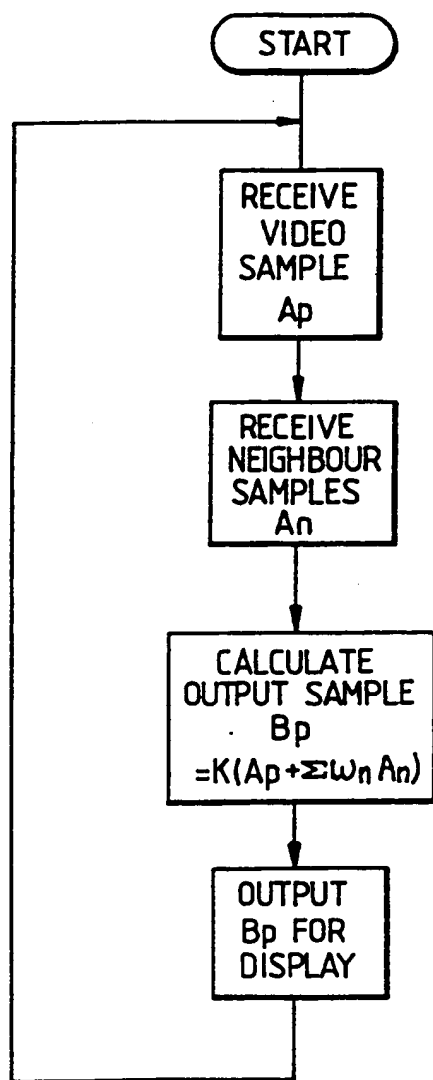 START
RECEIVE
VIDEO
SAMPLE
Ap
RECEIVE
NEIGHBOUR
SAMPLES
An
CALCULATE
OUTPUT SAMPLE
Bp
=K(Ap+Σωn An)
OUTPUT
Bp FOR
DISPLAY